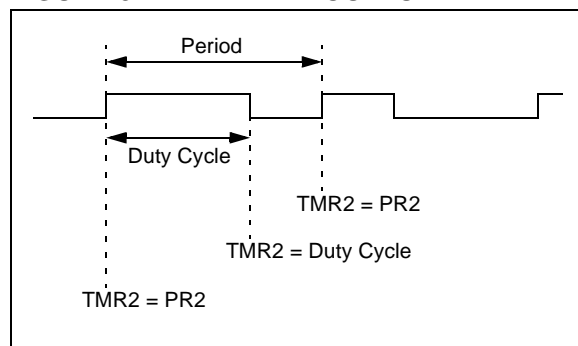 Period
Duty Cycle
TMR2 = PR2
TMR2 = Duty Cycle
TMR2 = PR2